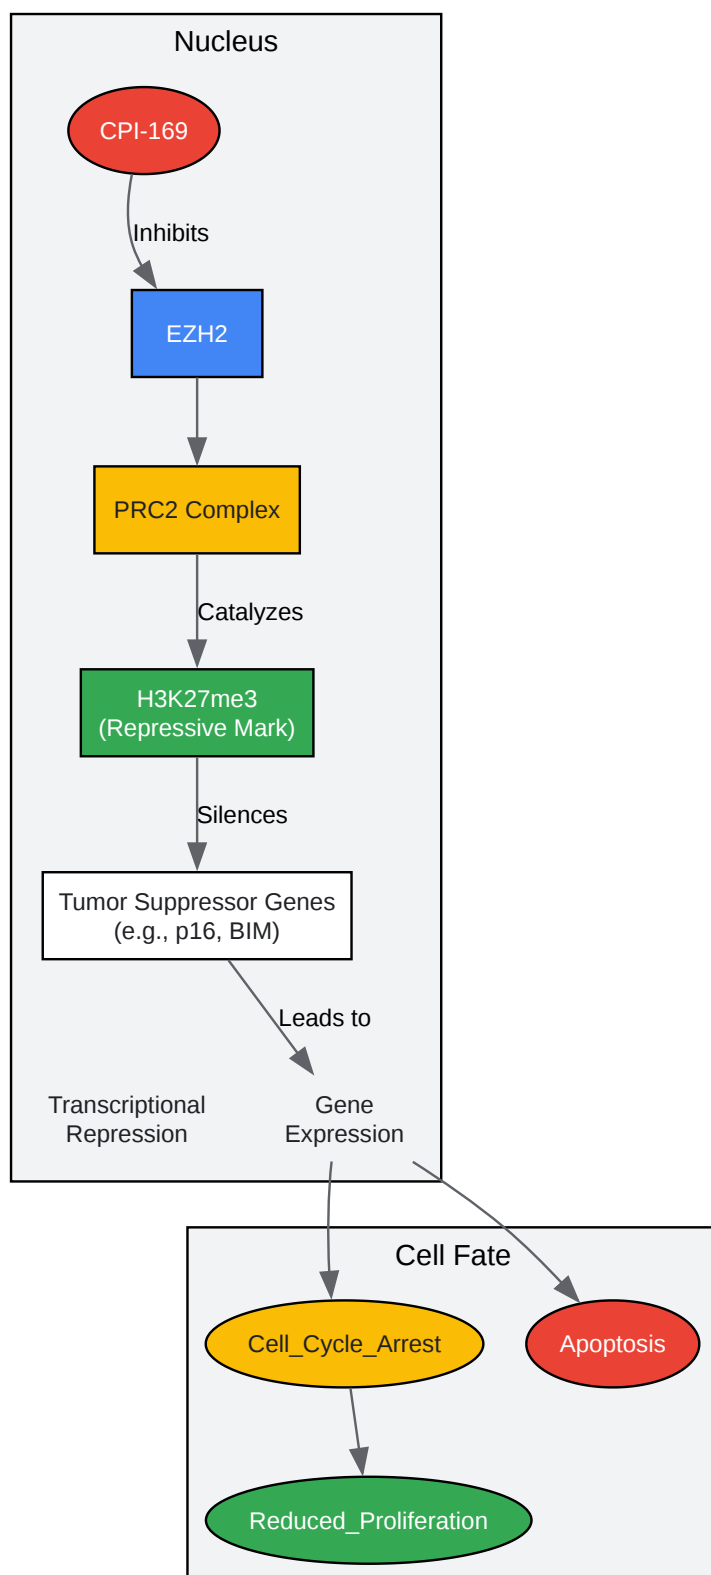 Nucleus
CPI-169
Inhibits
EZH2
PRC2 Complex
Catalyzes
H3K27me3
(Repressive Mark)
Silences
Tumor Suppressor Genes
(e.g., p16, BIM)
Leads to
Transcriptional
Repression
Gene
Expression
Cell Fate
Cell_Cycle_Arrest
Apoptosis
Reduced_Proliferation